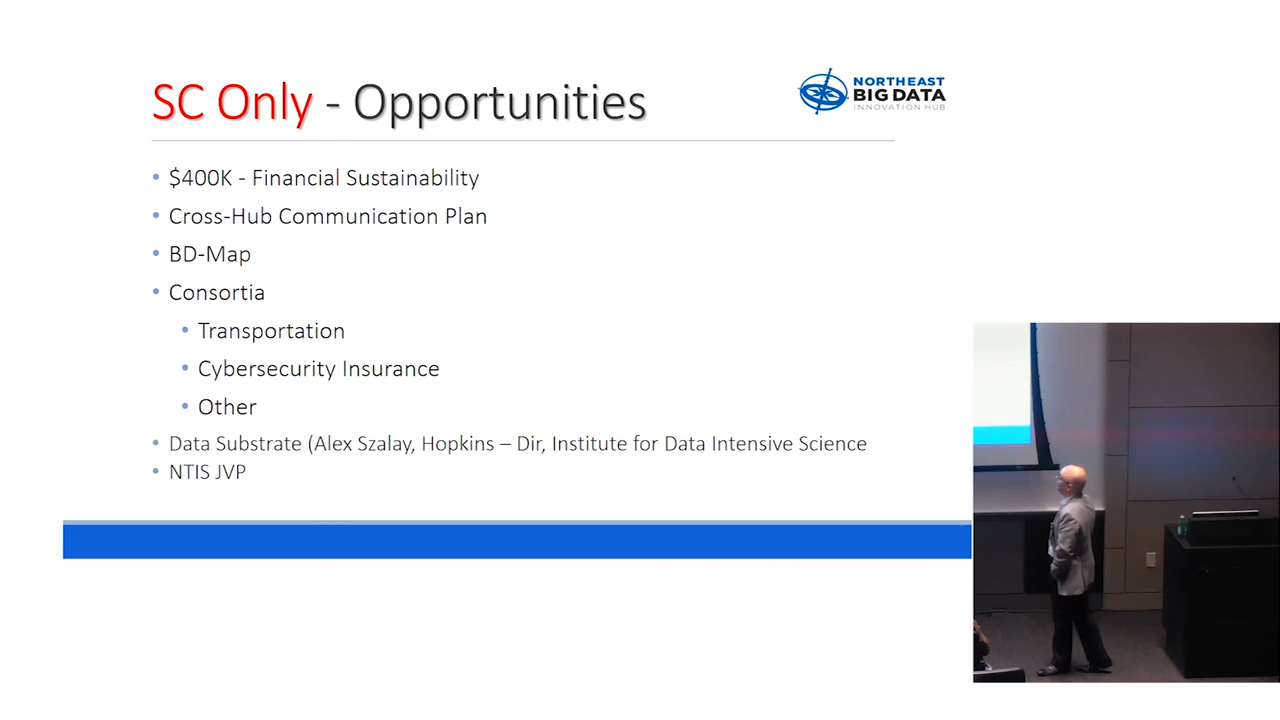 SC Only - Opportunities
NORTHEAST
BIG DATA
INNOVATION HUB
• $400K - Financial Sustainability
• Cross-Hub Communication Plan
• BD-Map
• Consortia
• Transportation
• Cybersecurity Insurance
• Other
• Data Substrate (Alex Szalay, Hopkins – Dir, Institute for Data Intensive Science
• NTIS JVP